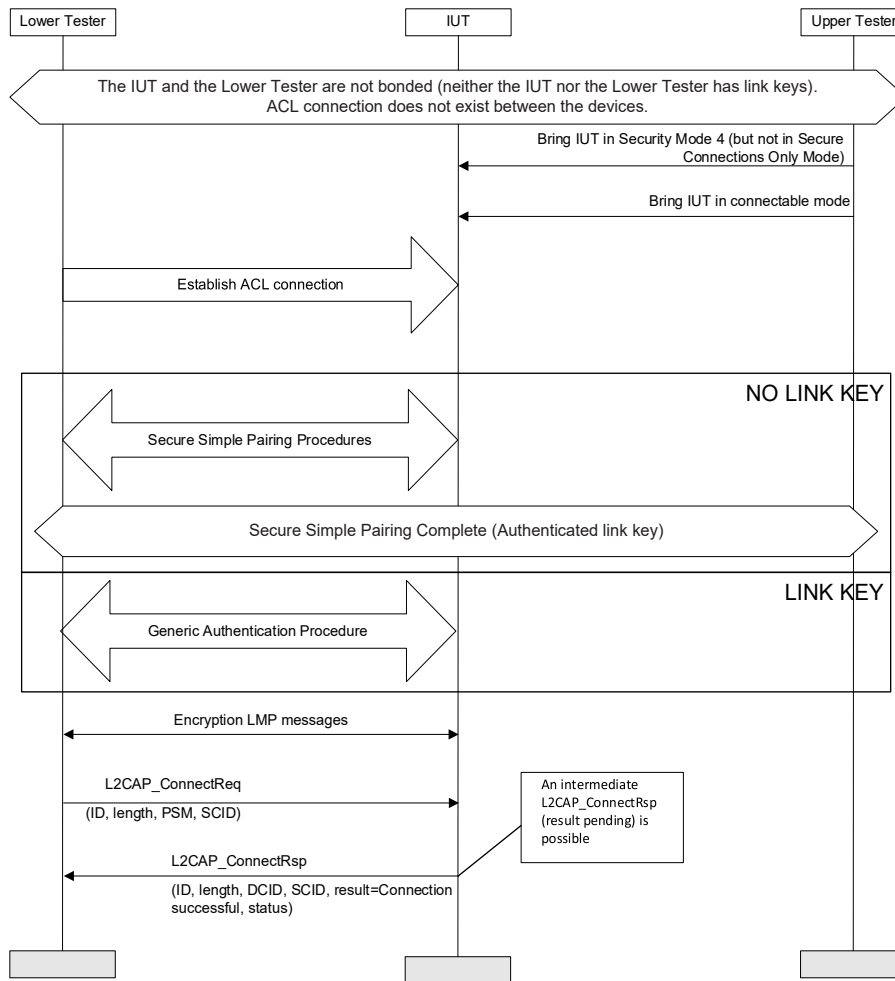 Lower Tester
IUT
Upper Tester
The IUT and the Lower Tester are not bonded (neither the IUT nor the Lower Tester has link keys).
ACL connection does not exist between the devices.
Bring IUT in Security Mode 4 (but not in Secure
Connections Only Mode)
Bring IUT in connectable mode
Establish ACL connection
NO LINK KEY
Secure Simple Pairing Procedures
Secure Simple Pairing Complete (Authenticated link key)
LINK KEY
Generic Authentication Procedure
Encryption LMP messages
L2CAP_ConnectReq
(ID, length, PSM, SCID)
An intermediate
L2CAP_ConnectRsp
(result pending) is
possible
L2CAP_ConnectRsp
(ID, length, DCID, SCID, result=Connection
successful, status)